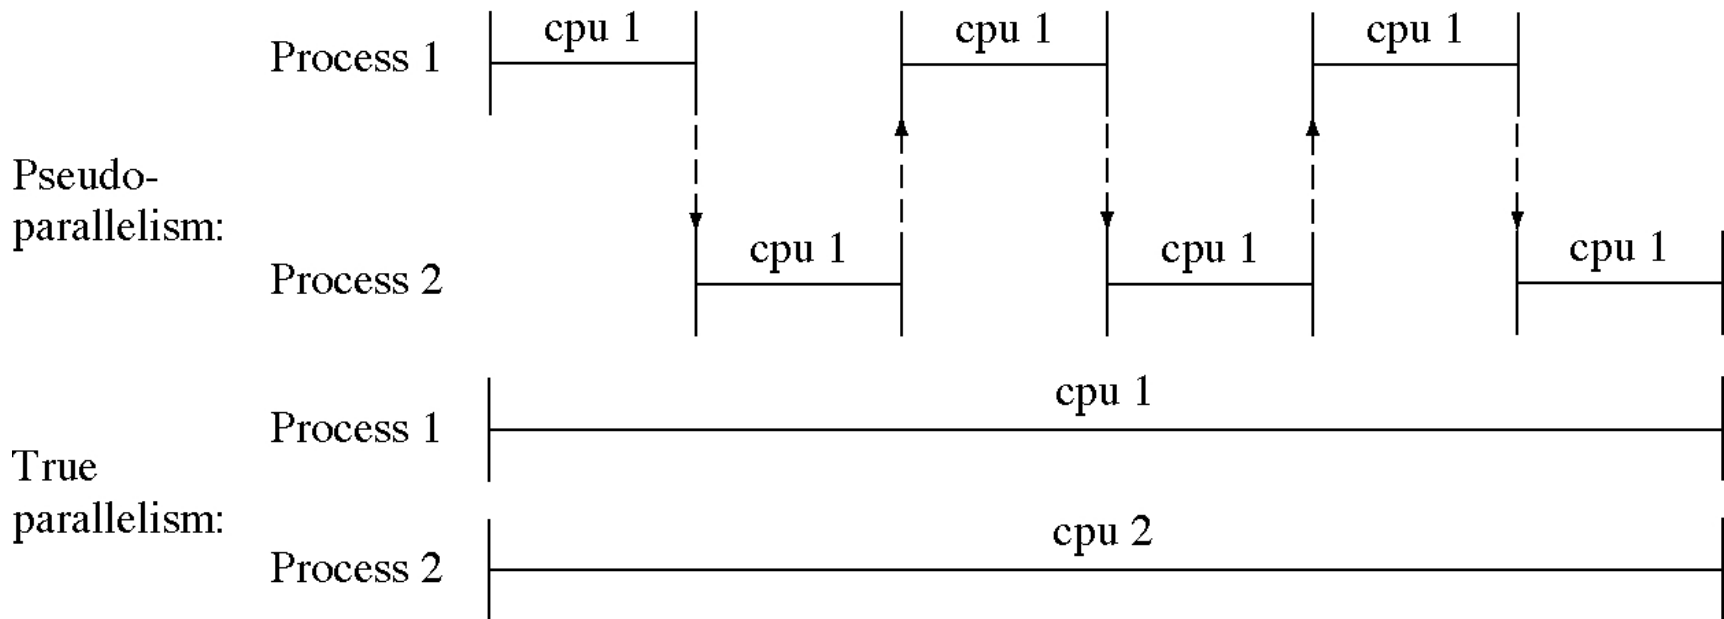 Process 1 cpu 1 cpu 1 cpu 1
Pseudo-
parallelism:
Process 2 cpu 1 cpu 1 cpu 1
Process 1 cpu 1
True
parallelism:
Process 2 cpu 2